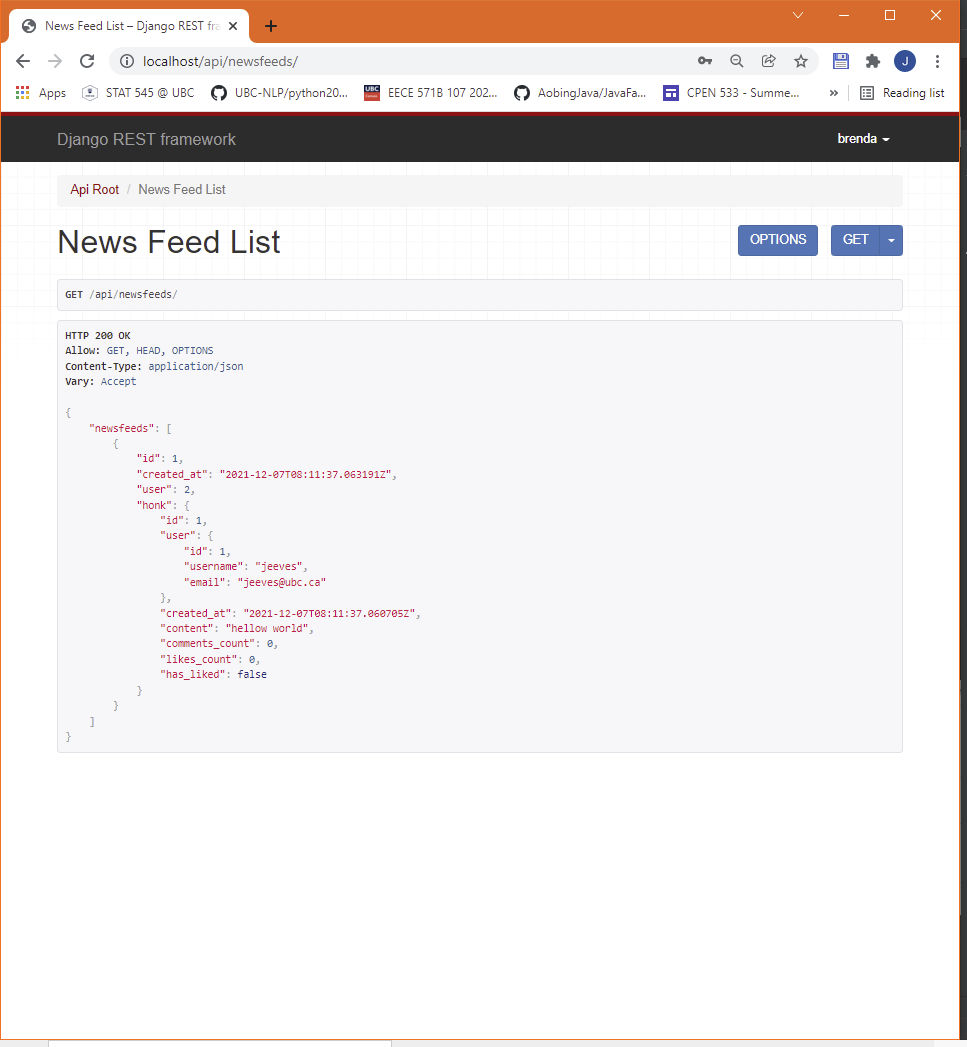 News Feed List – Django REST fra
localhost/api/newsfeeds/
J
Apps STAT 545 @ UBC UBC-NLP/python20... UBC EECE 571B 107 202... AobingJava/JavaFa... CPEN 533 - Summe... » Reading list
Django REST framework brenda
Api Root / News Feed List
News Feed List OPTIONS GET
GET /api/newsfeeds/
HTTP 200 OK
Allow: GET, HEAD, OPTIONS
Content-Type: application/json
Vary: Accept
{
"newsfeeds": [
{
"id": 1,
"created_at": "2021-12-07T08:11:37.063191Z",
"user": 2,
"honk": {
"id": 1,
"user": {
"id": 1,
"username": "jeeves",
"email": "jeeves@ubc.ca"
},
"created_at": "2021-12-07T08:11:37.060705Z",
"content": "hellow world",
"comments_count": 0,
"likes_count": 0,
"has_liked": false
}
}
]
}